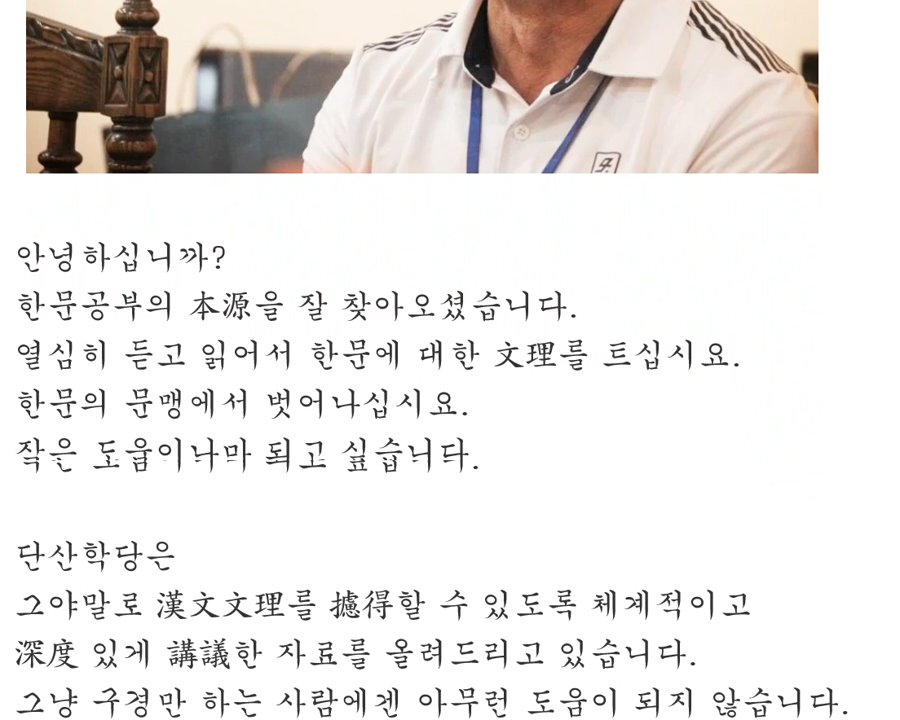 안녕하십니까?
한문공부의 本源을 잘 찾아오셨습니다.
열심히 듣고 읽어서 한문에 대한 文理를 트십시요.
한문의 문맹에서 벗어나십시요.
작은 도움이나마 되고 싶습니다.
단산학당은
그야말로 漢文文理를 攄得할 수 있도록 체계적이고
深度 있게 講議한 자료를 올려드리고 있습니다.
그냥 구경만 하는 사람에겐 아무런 도움이 되지 않습니다.